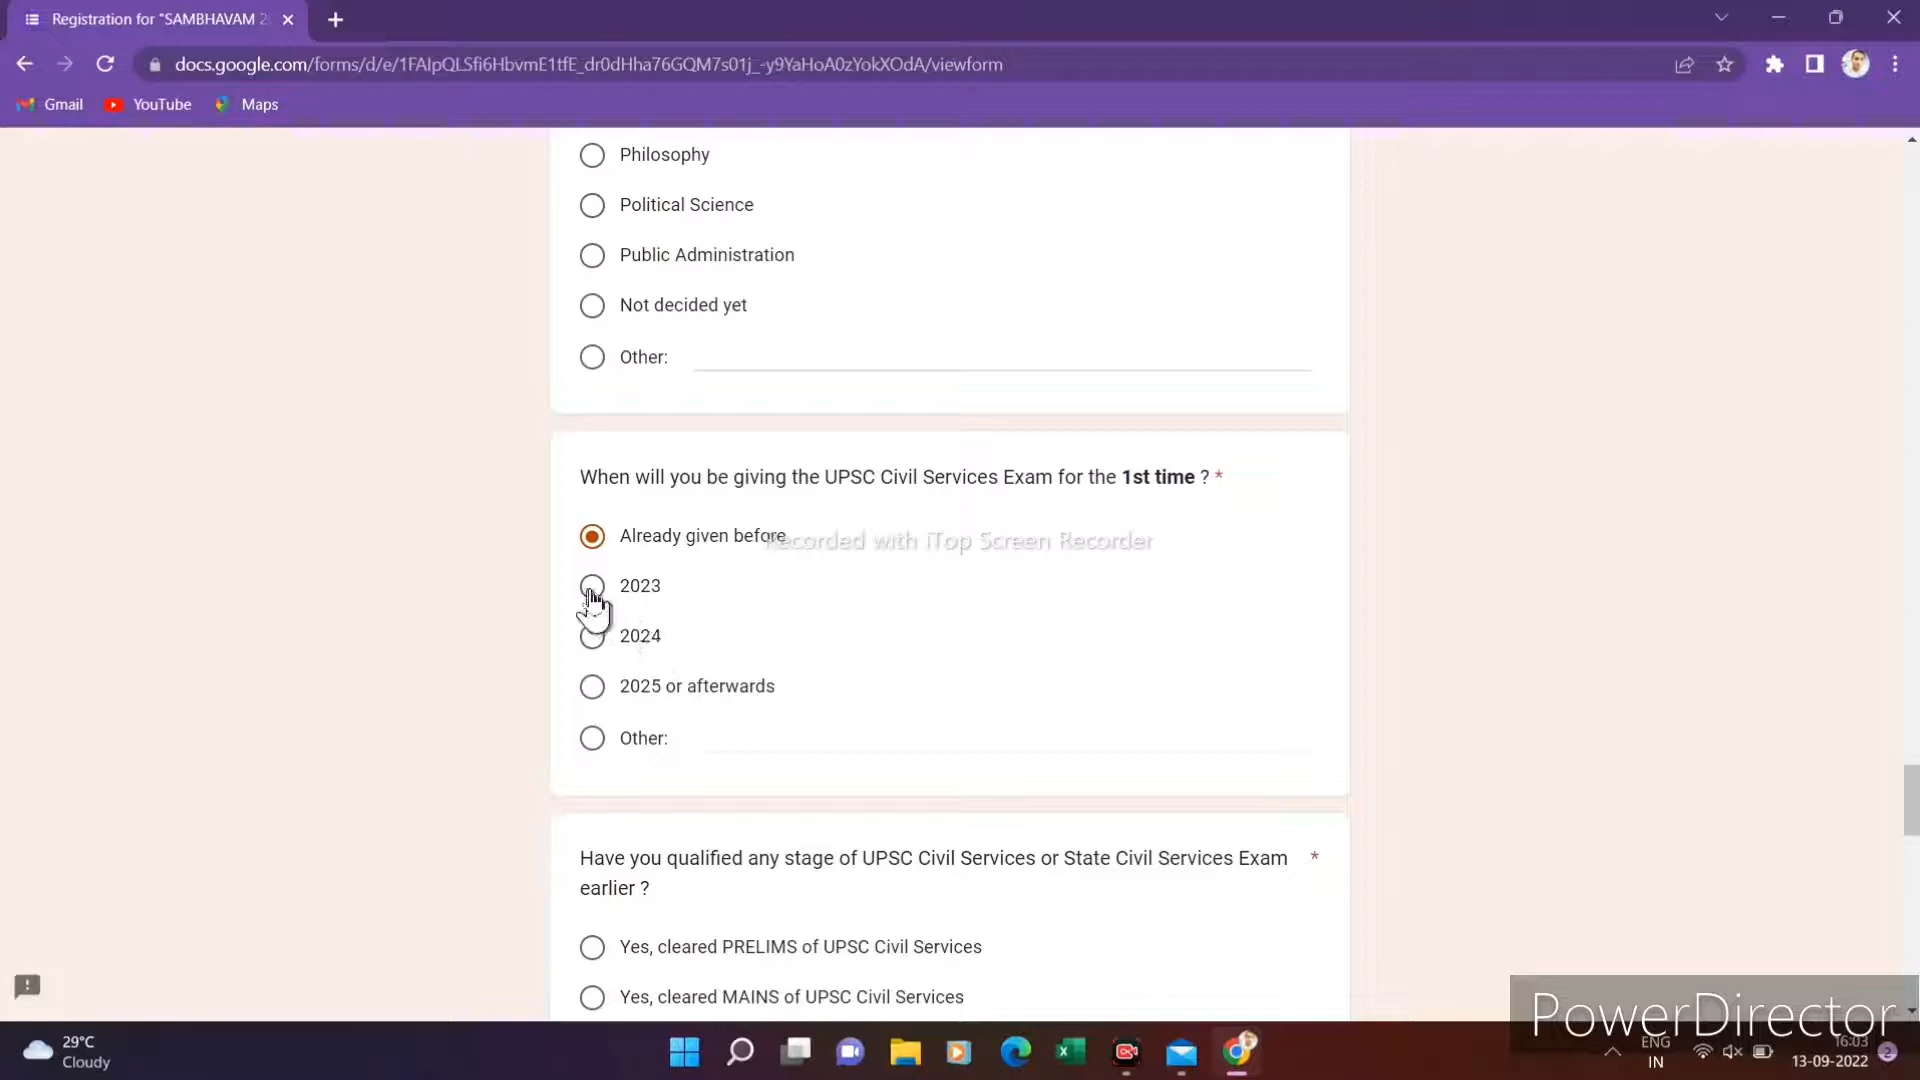 Registration for "SAMBHAVAM 2
docs.google.com/forms/d/e/1FAIpQLSfi6HbvmE1tfE_dr0dHha76GQM7s01j_-y9YaHoA0zYokXOdA/viewform
Gmail YouTube Maps
Philosophy
Political Science
Public Administration
Not decided yet
Other:
When will you be giving the UPSC Civil Services Exam for the 1st time ? *
Already given before
Recorded with iTop Screen Recorder
2023
2024
2025 or afterwards
Other:
Have you qualified any stage of UPSC Civil Services or State Civil Services Exam *
earlier ?
Yes, cleared PRELIMS of UPSC Civil Services
Yes, cleared MAINS of UPSC Civil Services
PowerDirector
29°C
Cloudy
ENG
IN
16:03
13-09-2022
2